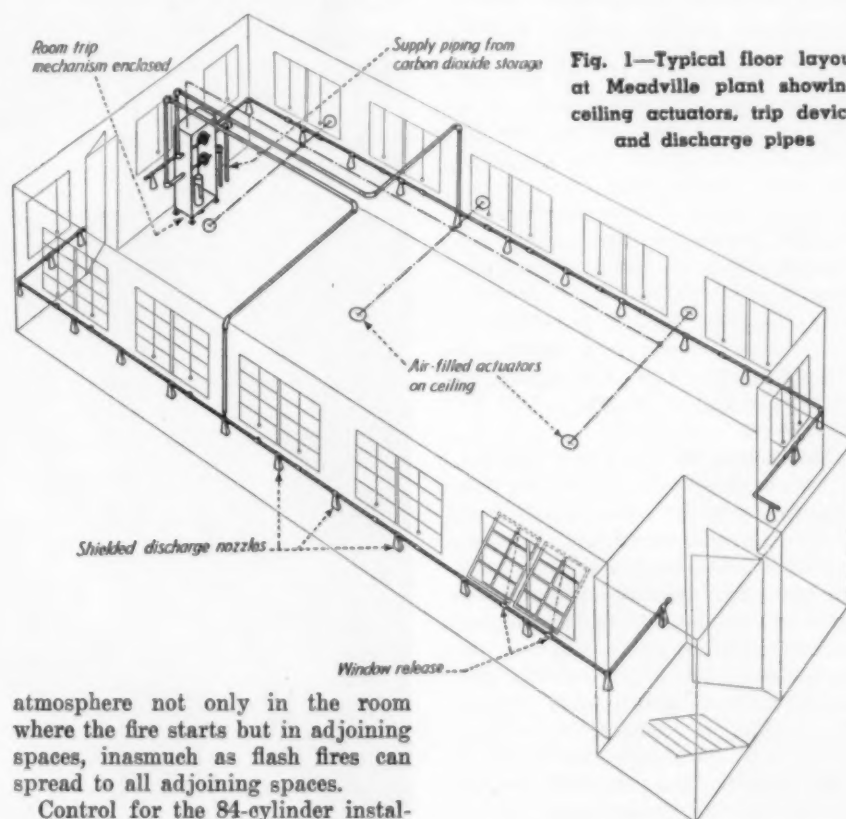 Room trip
mechanism enclosed
Supply piping from
carbon dioxide storage
Fig. 1—Typical floor layou
at Meadville plant showin
ceiling actuators, trip devic
and discharge pipes
Air-filled actuators
on ceiling
Shielded discharge nozzles
Window release
atmosphere not only in the room
where the fire starts but in adjoining
spaces, inasmuch as flash fires can
spread to all adjoining spaces.
Control for the 84-cylinder instal-